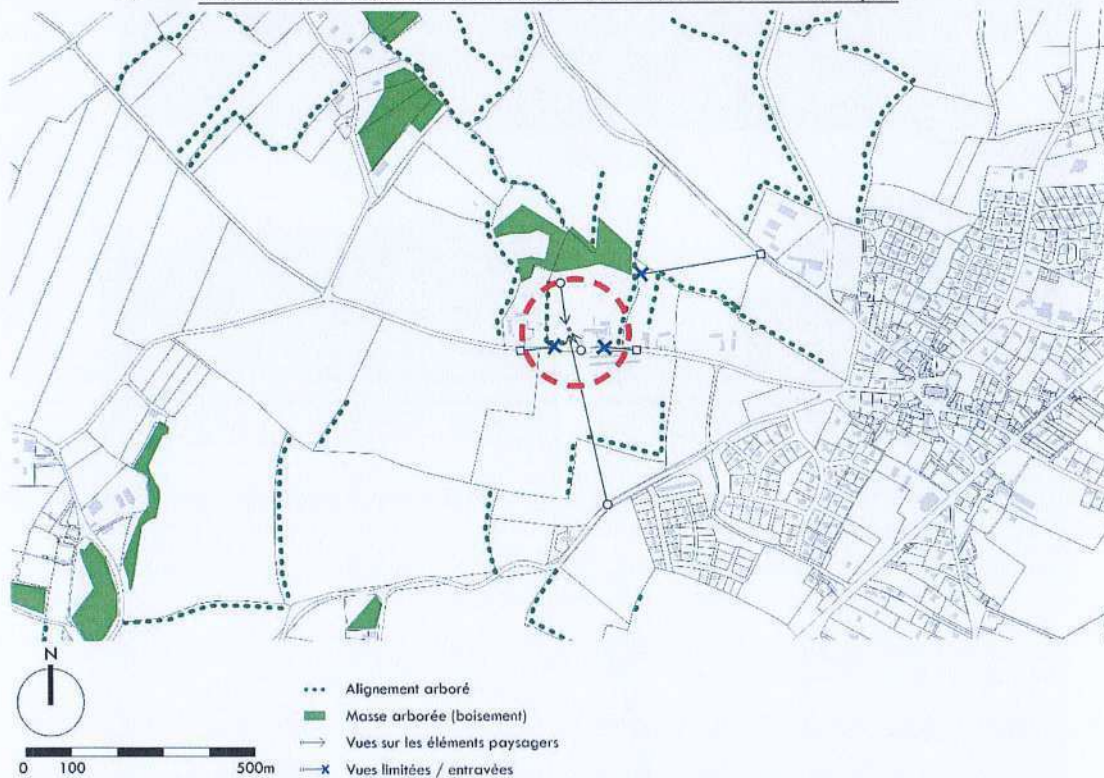 N
Alignement arboré
Masse arborée (boisement)
Vues sur les éléments paysagers
Vues limitées / entravées
0 100 500m